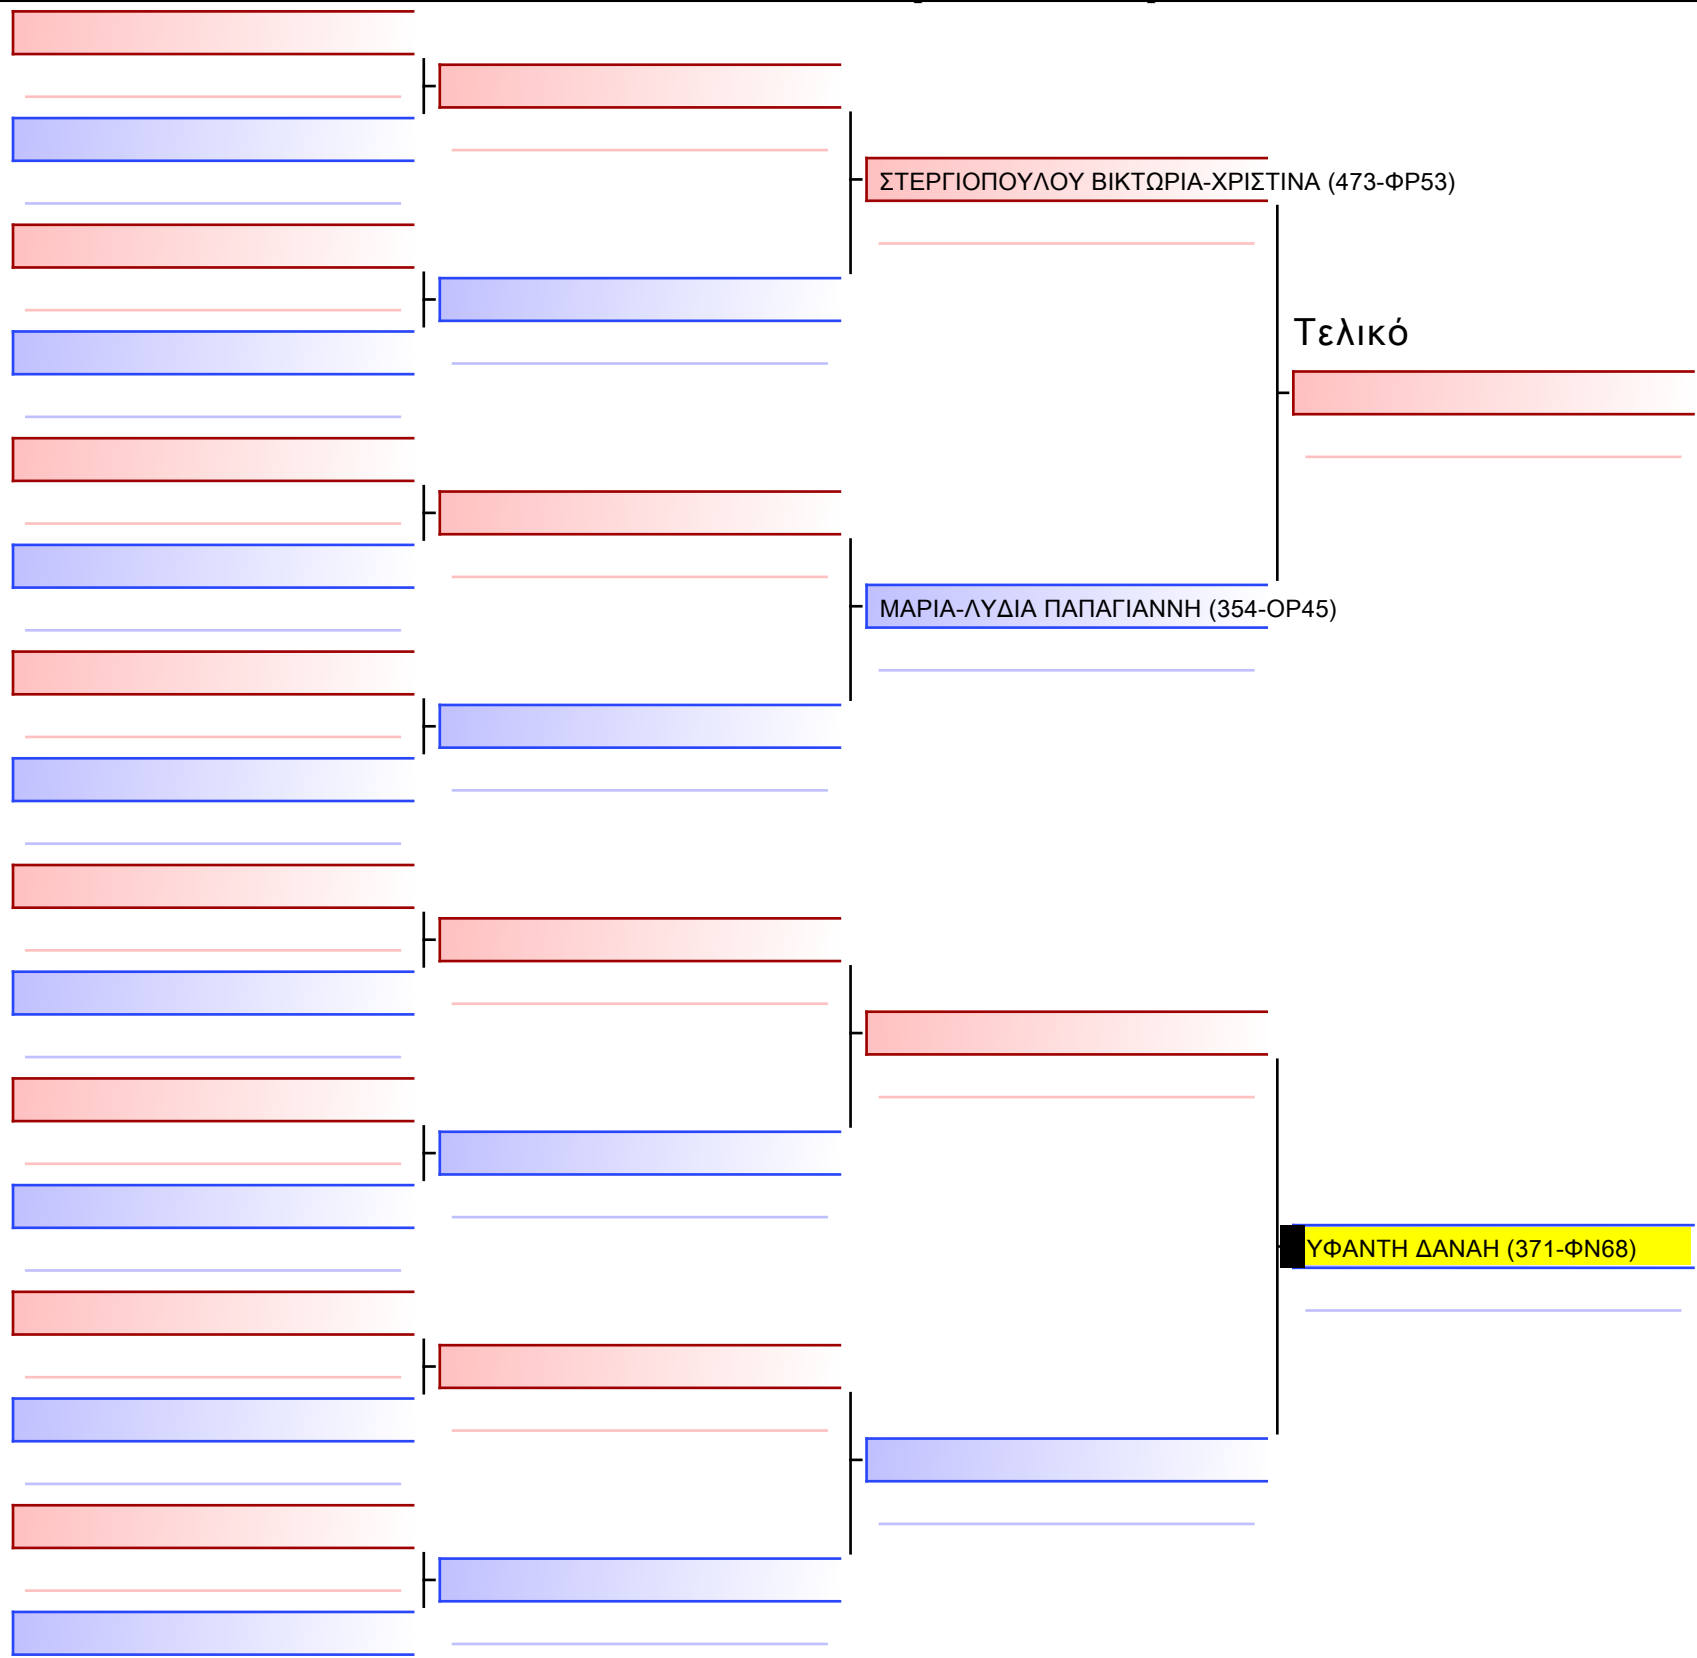 ΣΤΕΡΓΙΟΠΟΥΛΟΥ ΒΙΚΤΩΡΙΑ-ΧΡΙΣΤΙΝΑ (473-ΦΡ53)
Τελικό
ΜΑΡΙΑ-ΛΥΔΙΑ ΠΑΠΑΓΙΑΝΝΗ (354-ΟΡ45)
ΥΦΑΝΤΗ ΔΑΝΑΗ (371-ΦΝ68)